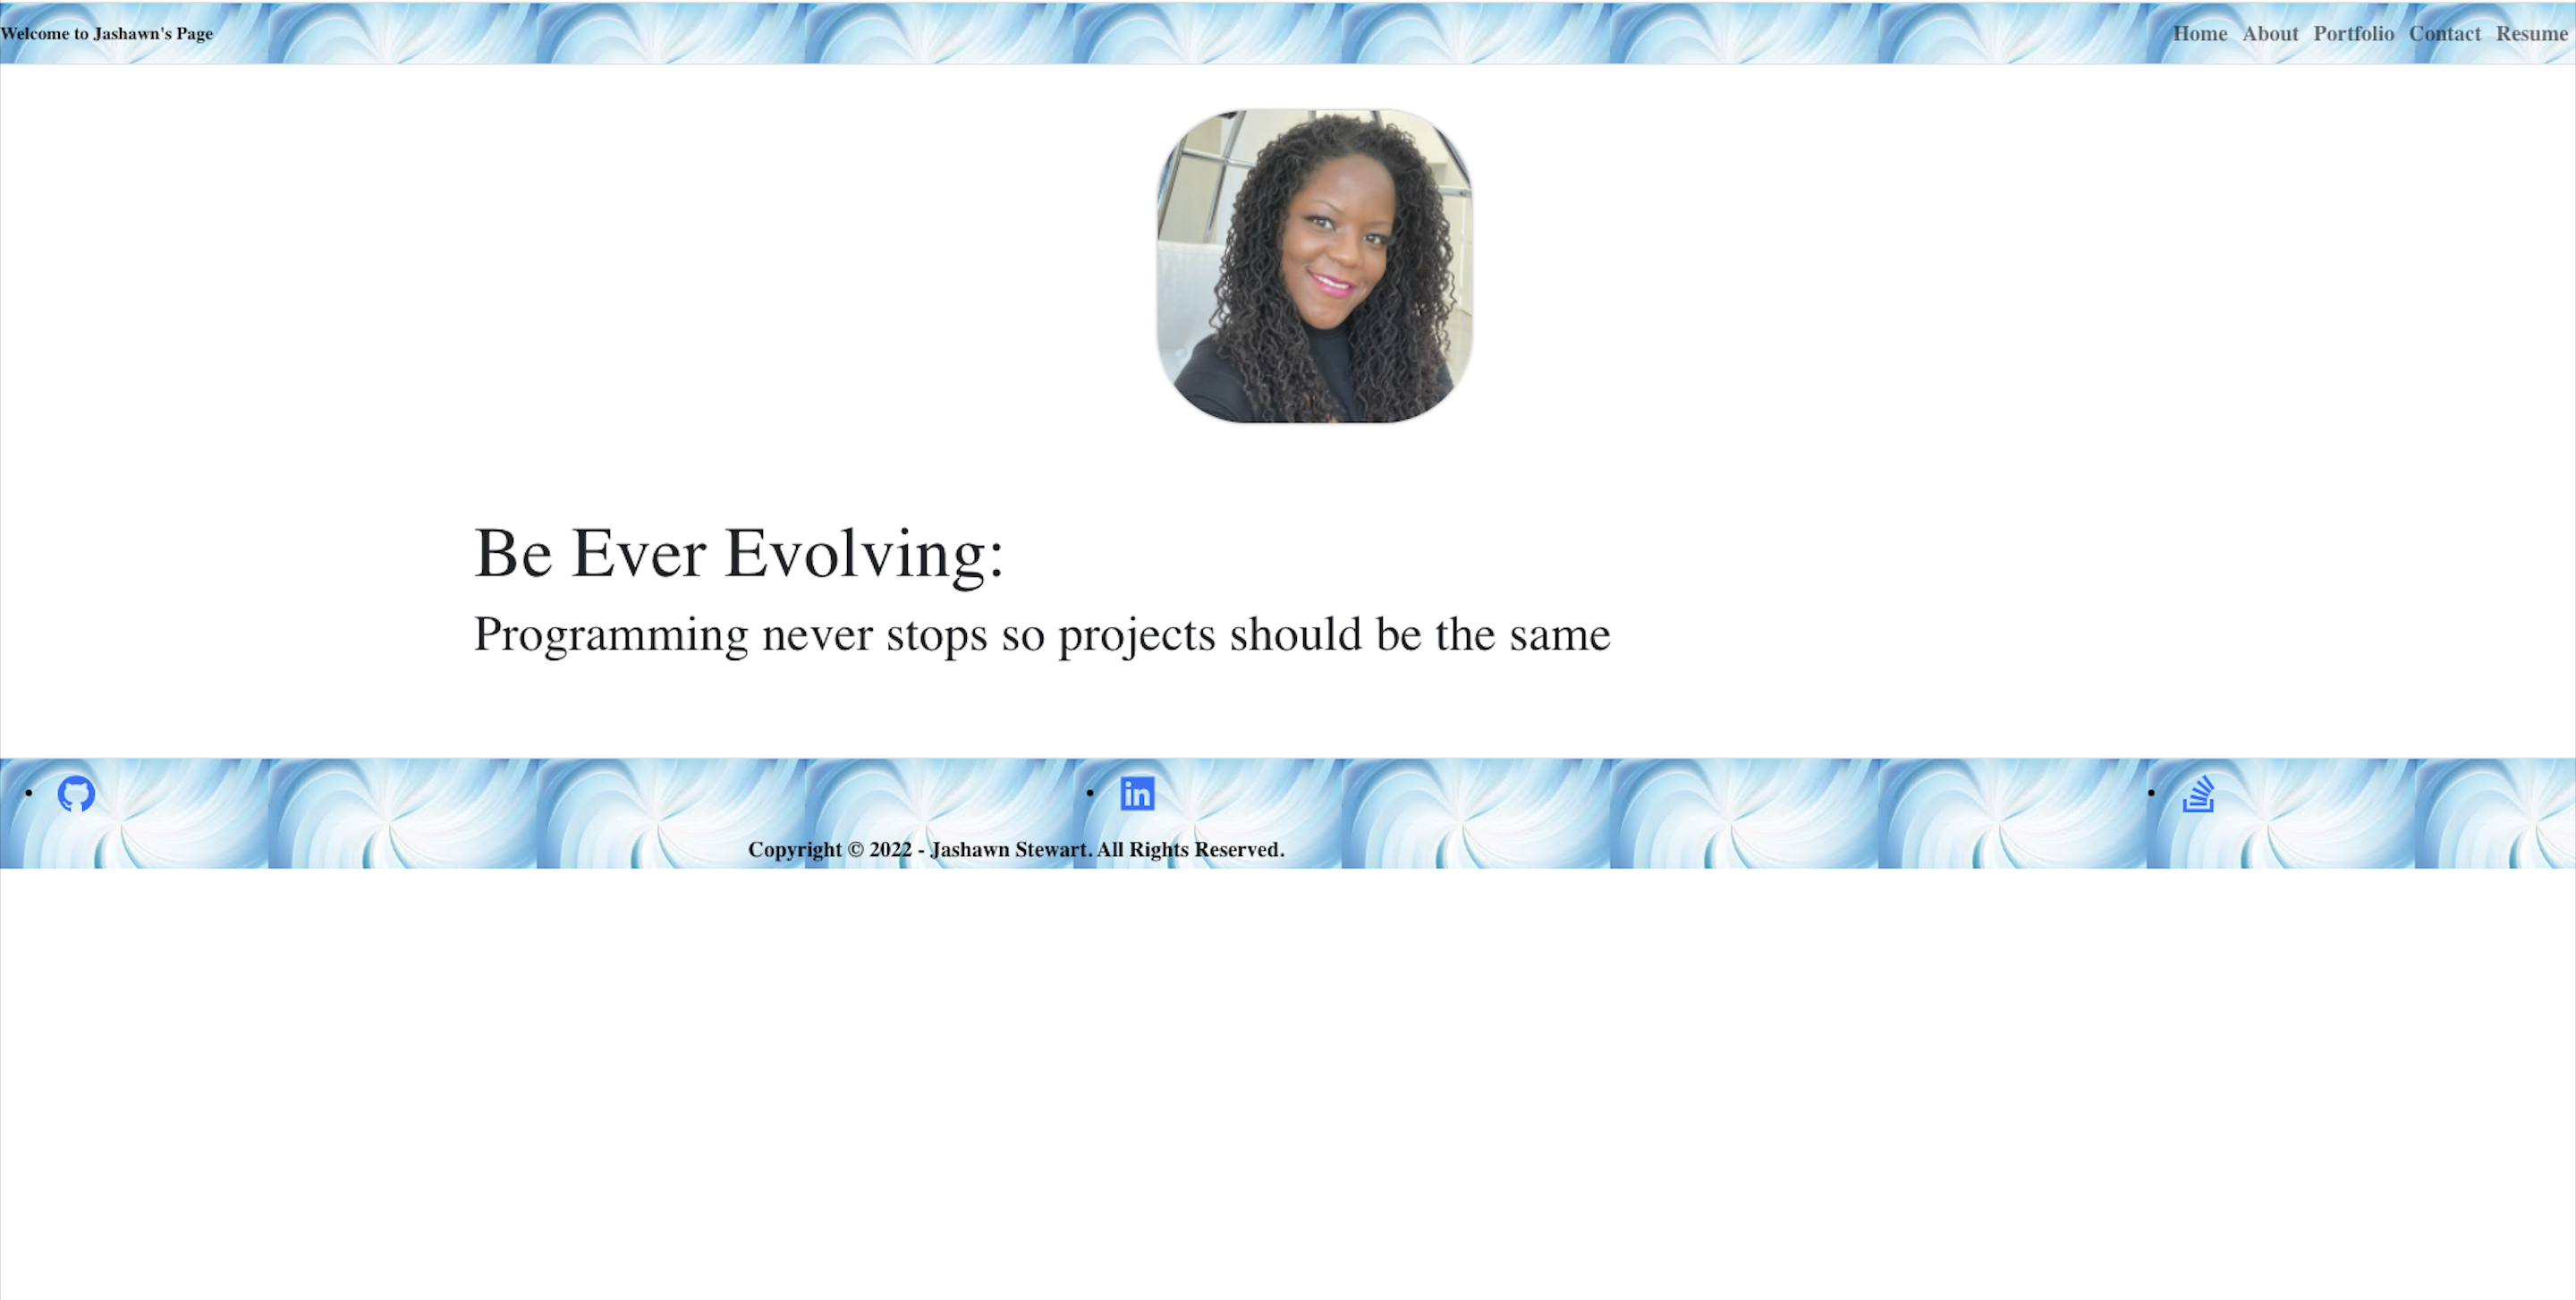 Welcome to Jashawn's Page
Home About Portfolio Contact Resume
Be Ever Evolving:
Programming never stops so projects should be the same
in
Copyright © 2022 - Jashawn Stewart. All Rights Reserved.